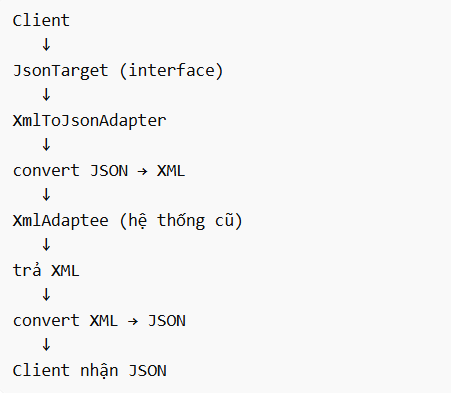 Client
↓
JsonTarget (interface)
↓
XmlToJsonAdapter
↓
convert JSON → XML
↓
XmlAdaptee (hệ thống cũ)
↓
trả XML
↓
convert XML → JSON
↓
Client nhận JSON